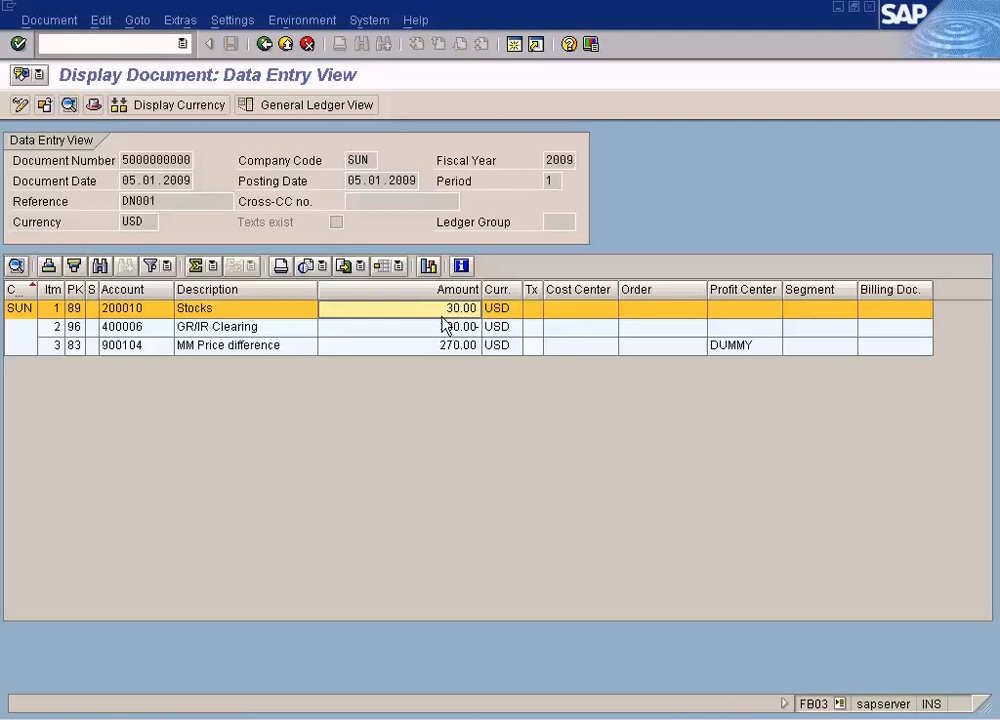 Document Edit Goto Extras Settings Environment System Help
SAP
Display Document: Data Entry View
Display Currency General Ledger View
Data Entry View
Document Number 5000000000 Company Code SUN Fiscal Year 2009
Document Date 05.01.2009 Posting Date 05.01.2009 Period 1
Reference DN001 Cross-CC no.
Currency USD Texts exist Ledger Group
C... Itm PK S Account Description Amount Curr. Tx Cost Center Order Profit Center Segment Billing Doc.
SUN 1 89 200010 Stocks 30.00 USD
2 96 400006 GR/IR Clearing USD
3 83 900104 MM Price difference 270.00 USD DUMMY
FB03 sapserver INS